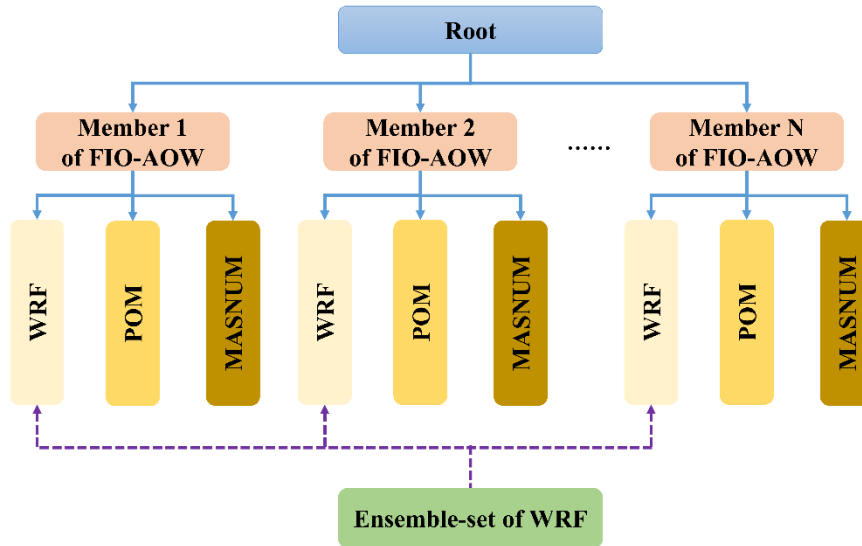 Root
Member 1
of FIO-AOW
Member 2
of FIO-AOW
......
Member N
of FIO-AOW
WRF
POM
MASNUM
WRF
POM
MASNUM
WRF
POM
MASNUM
Ensemble-set of WRF